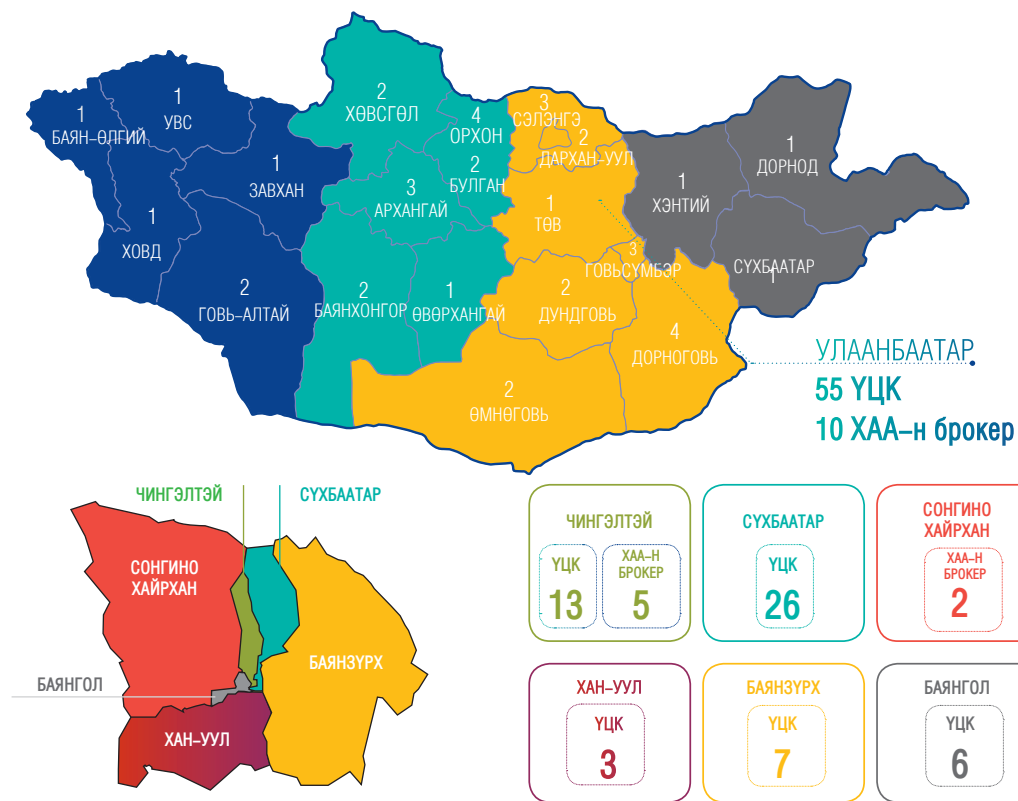 1
БАЯН-ӨЛГИЙ
1
УВС
1
ЗАВХАН
1
ХОВД
2
ГОВЬ-АЛТАЙ
2
ХӨВСГӨЛ
4
ОРХОН
2
БУЛГАН
3
АРХАНГАЙ
2
БАЯНХОНГОР
1
ӨВӨРХАНГАЙ
3
СЭЛЭНГЭ
2
ДАРХАН-УУЛ
1
ТӨВ
3
ГОВЬСҮМБЭР
2
ДУНДГОВЬ
4
ДОРНОГОВЬ
2
ӨМНӨГОВЬ
1
ХЭНТИЙ
1
ДОРНОД
СҮХБААТАР
1
УЛААНБААТАР
55 ҮЦК
10 ХАА-н брокер
ЧИНГЭЛТЭЙ
СҮХБААТАР
СОНГИНО
ХАЙРХАН
БАЯНЗҮРХ
БАЯНГОЛ
ХАН-УУЛ
ЧИНГЭЛТЭЙ
ҮЦК
13
ХАА-Н
БРОКЕР
5
СҮХБААТАР
ҮЦК
26
СОНГИНО
ХАЙРХАН
ХАА-Н
БРОКЕР
2
ХАН-УУЛ
ҮЦК
3
БАЯНЗҮРХ
ҮЦК
7
БАЯНГОЛ
ҮЦК
6